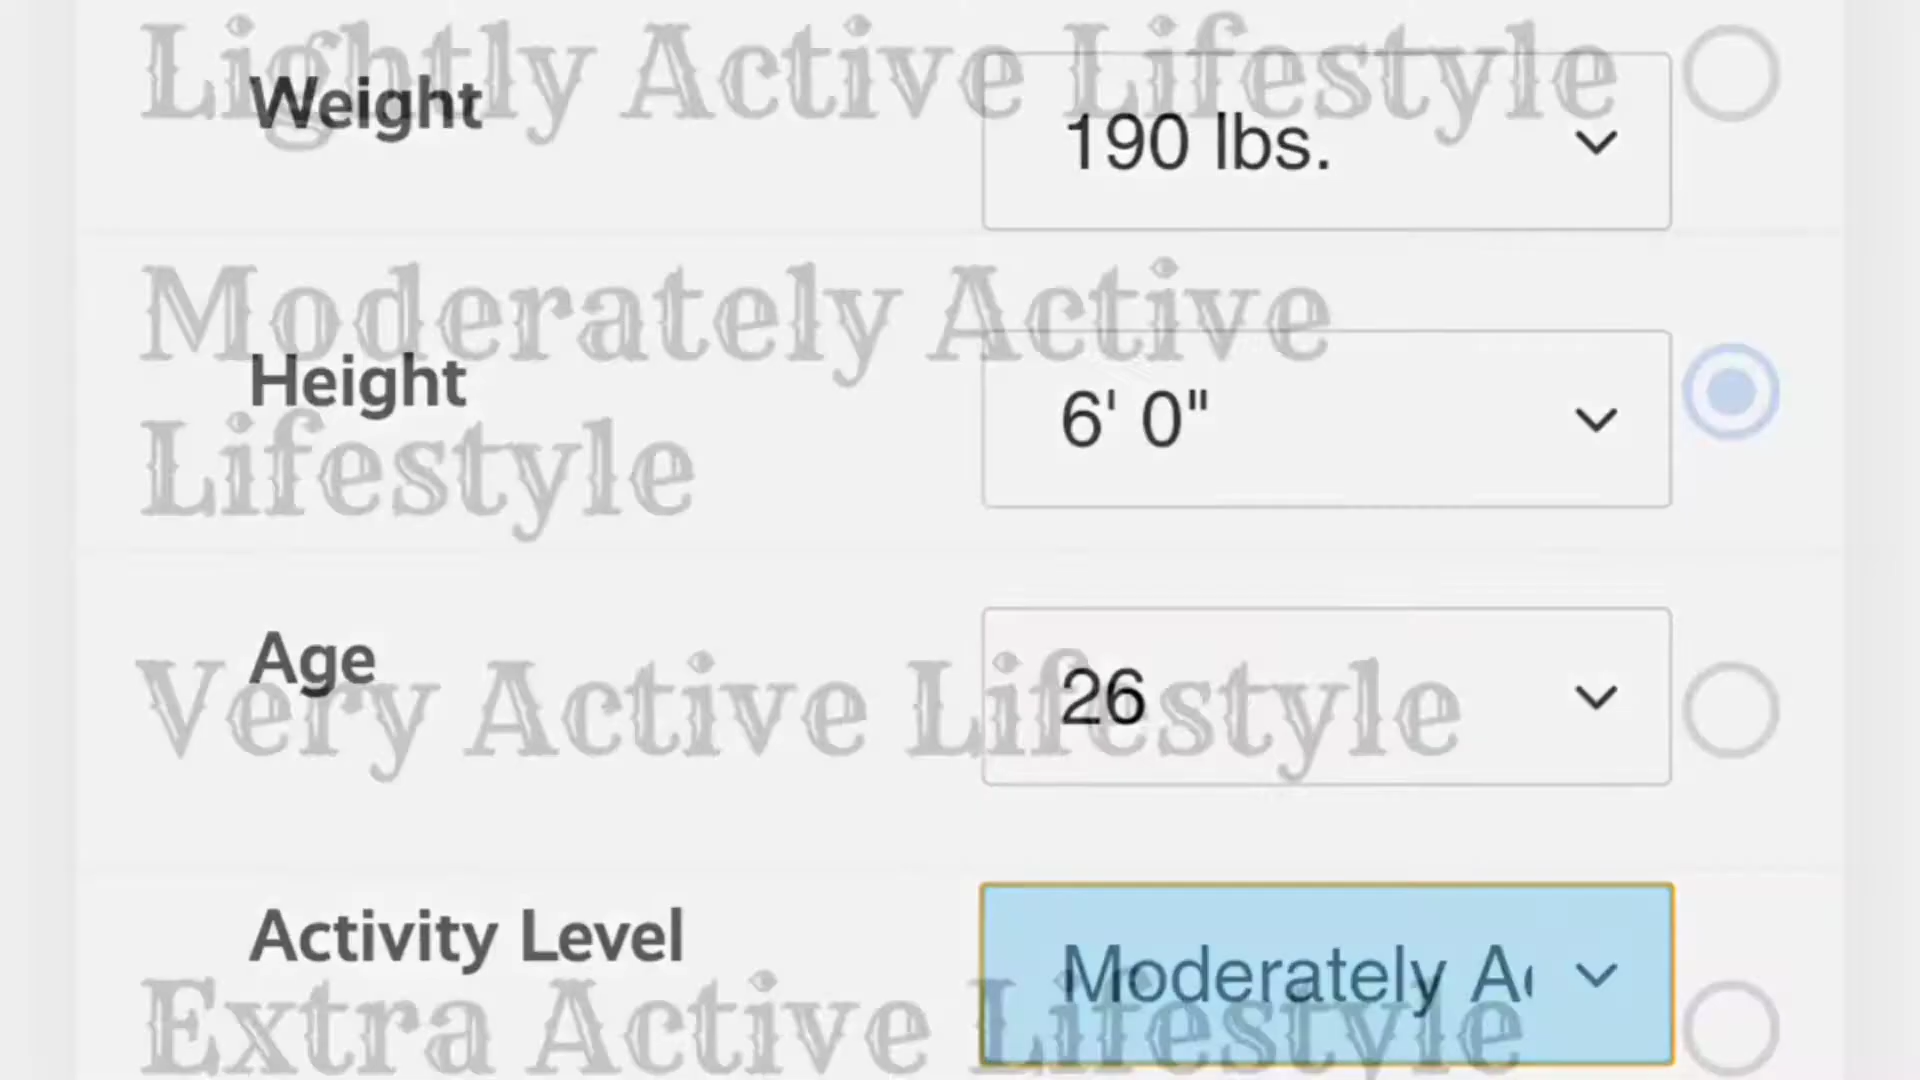 Lightly Active Lifestyle
Weight
190 lbs.
Moderately Active
Lifestyle
Height
6' 0"
Age
26
Very Active Lifestyle
Activity Level
Moderately Ac
Extra Active Lifestyle